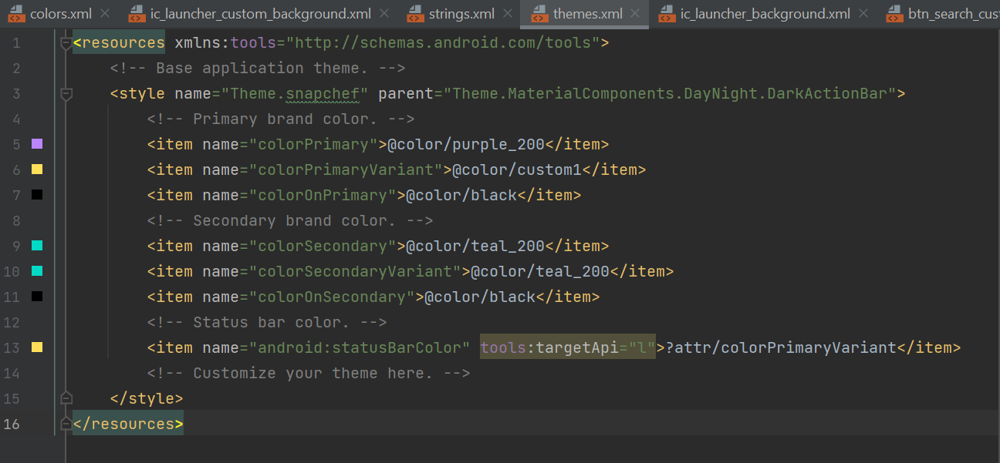 colors.xml ic_launcher_custom_background.xml strings.xml themes.xml ic_launcher_background.xml btn_search_cus
1 <resources xmlns:tools="http://schemas.android.com/tools">
2 <!-- Base application theme. -->
3 <style name="Theme.snapchef" parent="Theme.MaterialComponents.DayNight.DarkActionBar">
4 <!-- Primary brand color. -->
5 <item name="colorPrimary">@color/purple_200</item>
6 <item name="colorPrimaryVariant">@color/custom1</item>
7 <item name="colorOnPrimary">@color/black</item>
8 <!-- Secondary brand color. -->
9 <item name="colorSecondary">@color/teal_200</item>
10 <item name="colorSecondaryVariant">@color/teal_200</item>
11 <item name="colorOnSecondary">@color/black</item>
12 <!-- Status bar color. -->
13 <item name="android:statusBarColor" tools:targetApi="l">?attr/colorPrimaryVariant</item>
14 <!-- Customize your theme here. -->
15 </style>
16 </resources>